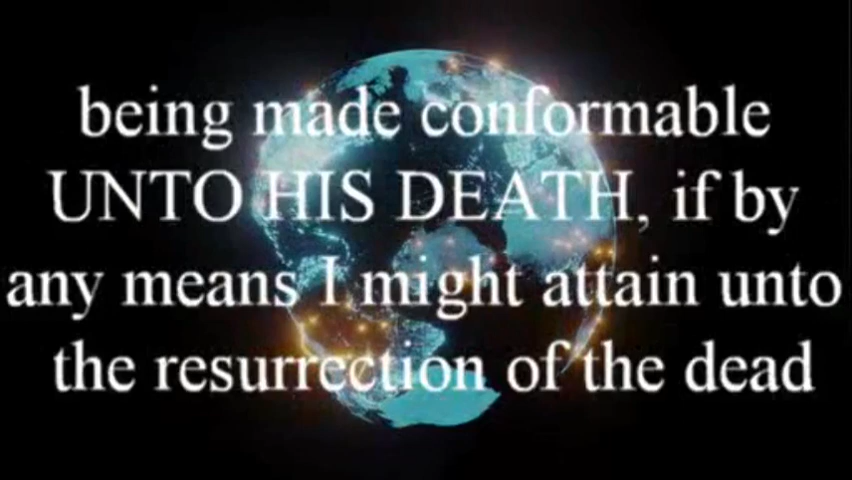 being made conformable
UNTO HIS DEATH, if by
any means I might attain unto
the resurrection of the dead